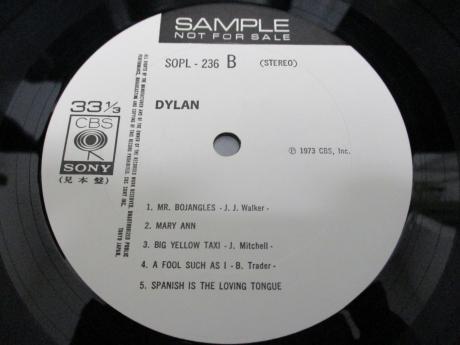 SAMPLE
NOT FOR SALE
SOPL - 236 B (STEREO)
33 1/3
DYLAN
CBS
SONY
(見本盤)
℗ 1973 CBS, Inc.
1. MR. BOJANGLES - J. J. Walker -
2. MARY ANN
3. BIG YELLOW TAXI - J. Mitchell -
4. A FOOL SUCH AS I - B. Trader -
5. SPANISH IS THE LOVING TONGUE